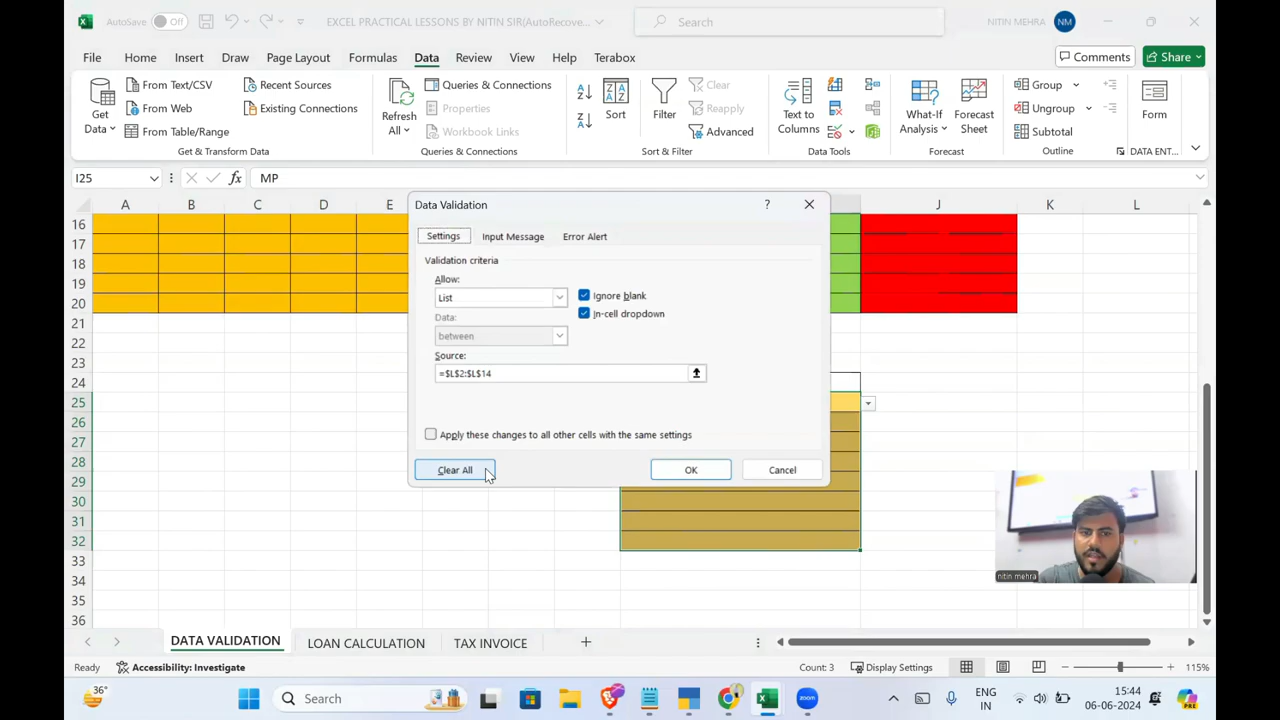 AutoSave Off EXCEL PRACTICAL LESSONS BY NITIN SIR(AutoRecove... Search NITIN MEHRA NM
File Home Insert Draw Page Layout Formulas Data Review View Help Terabox Comments Share
Get Data From Text/CSV Recent Sources Refresh All Queries & Connections Sort Filter Clear Text to Columns What-If Analysis Forecast Sheet Group Form
From Web Existing Connections Properties Reapply Ungroup
From Table/Range Workbook Links Advanced Subtotal
Get & Transform Data Queries & Connections Sort & Filter Data Tools Forecast Outline DATA ENT...
I25 fx MP
A B C D E J K L
Data Validation ? 
Settings Input Message Error Alert
Validation criteria
Allow:
List Ignore blank
Data: In-cell dropdown
between
Source:
=$L$2:$L$14
Apply these changes to all other cells with the same settings
Clear All OK Cancel
16
17
18
19
20
21
22
23
24
25
26
27
28
29
30
31
32
33
34
35
36
nitin mehra
DATA VALIDATION LOAN CALCULATION TAX INVOICE
Ready Accessibility: Investigate Count: 3 Display Settings 115%
36° Search zoom ENG IN 15:44 06-06-2024 PRE